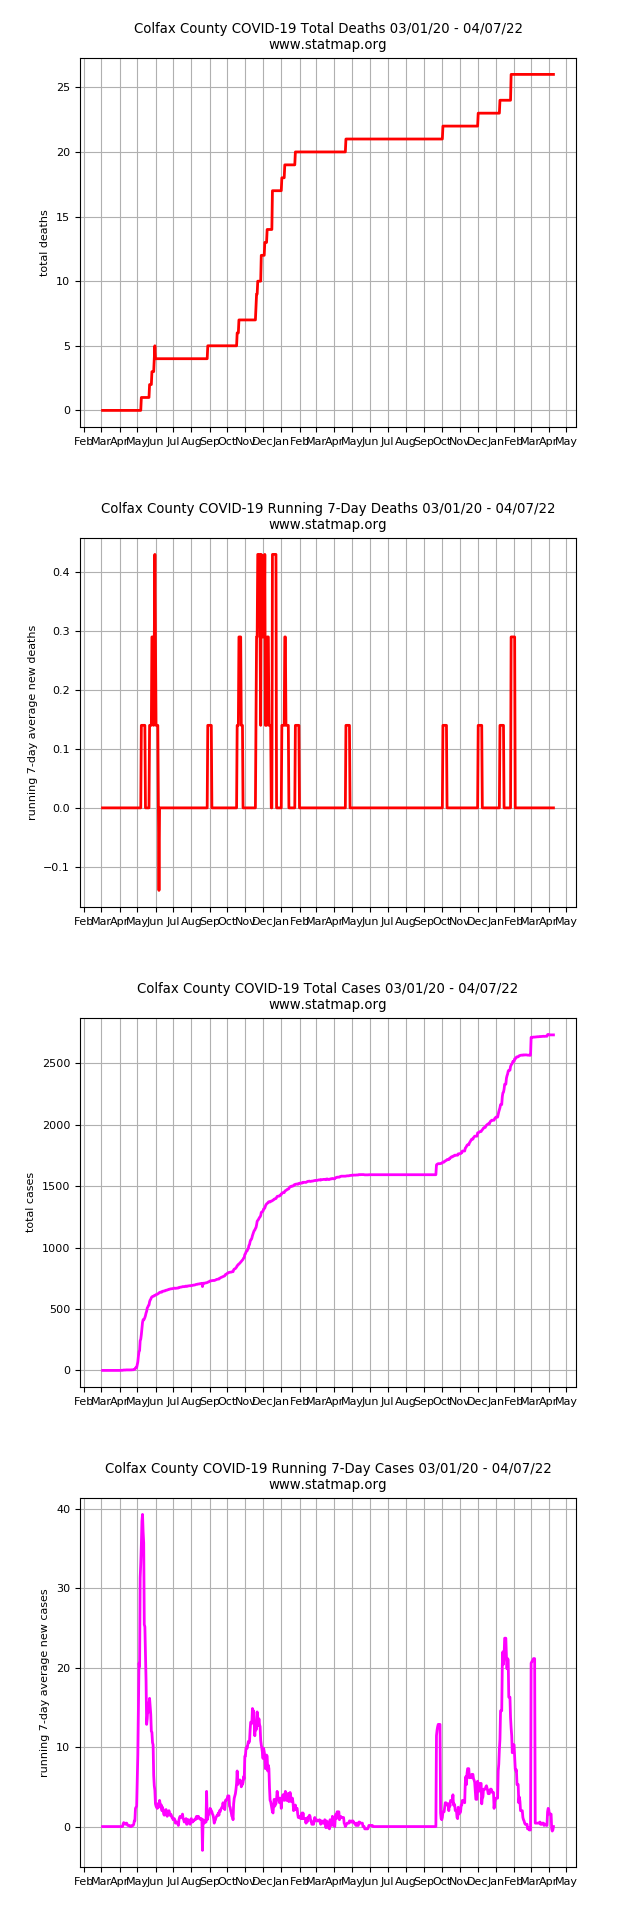 Colfax County COVID-19 Total Deaths 03/01/20 - 04/07/22
www.statmap.org
25
20
15
10
5
0
total deaths
Feb Mar Apr May Jun Jul Aug Sep Oct Nov Dec Jan Feb Mar Apr May Jun Jul Aug Sep Oct Nov Dec Jan Feb Mar Apr May
Colfax County COVID-19 Running 7-Day Deaths 03/01/20 - 04/07/22
www.statmap.org
0.4
0.3
0.2
0.1
0.0
−0.1
running 7-day average new deaths
Feb Mar Apr May Jun Jul Aug Sep Oct Nov Dec Jan Feb Mar Apr May Jun Jul Aug Sep Oct Nov Dec Jan Feb Mar Apr May
Colfax County COVID-19 Total Cases 03/01/20 - 04/07/22
www.statmap.org
2500
2000
1500
1000
500
0
total cases
Feb Mar Apr May Jun Jul Aug Sep Oct Nov Dec Jan Feb Mar Apr May Jun Jul Aug Sep Oct Nov Dec Jan Feb Mar Apr May
Colfax County COVID-19 Running 7-Day Cases 03/01/20 - 04/07/22
www.statmap.org
40
30
20
10
0
running 7-day average new cases
Feb Mar Apr May Jun Jul Aug Sep Oct Nov Dec Jan Feb Mar Apr May Jun Jul Aug Sep Oct Nov Dec Jan Feb Mar Apr May